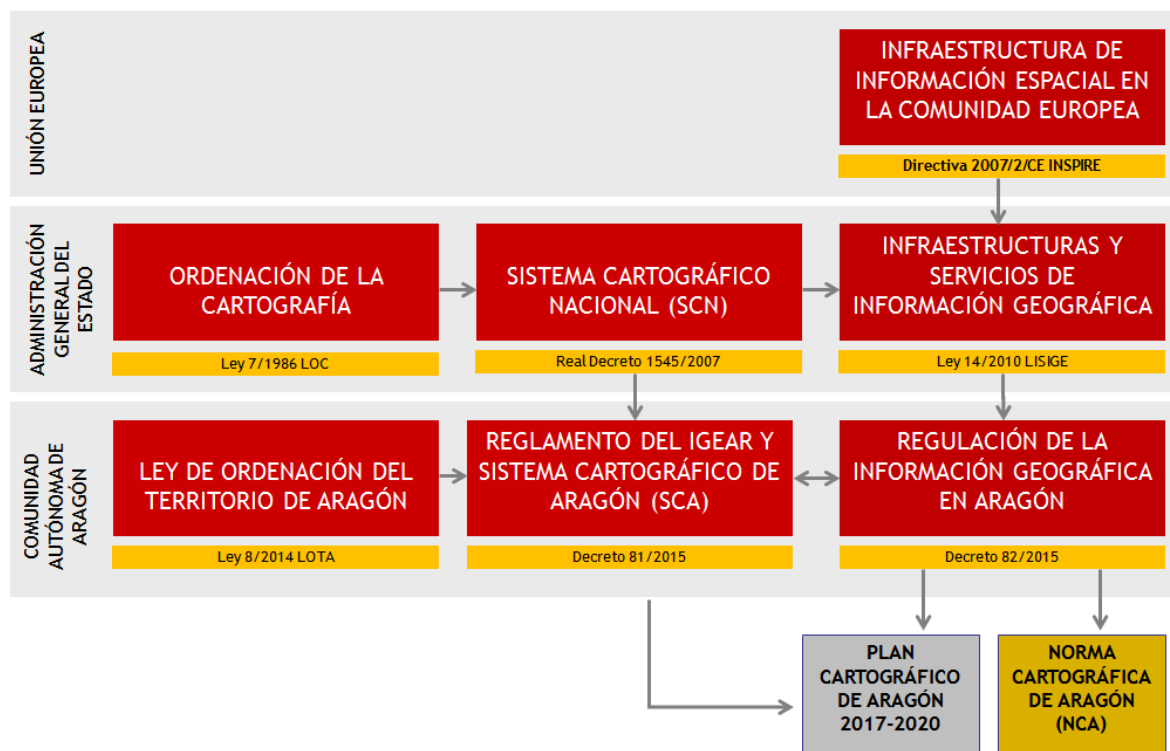 UNIÓN EUROPEA
INFRAESTRUCTURA DE
INFORMACIÓN ESPACIAL EN
LA COMUNIDAD EUROPEA
Directiva 2007/2/CE INSPIRE
ADMINISTRACIÓN
GENERAL DEL
ESTADO
ORDENACIÓN DE LA
CARTOGRAFÍA
Ley 7/1986 LOC
SISTEMA CARTOGRÁFICO
NACIONAL (SCN)
Real Decreto 1545/2007
INFRAESTRUCTURAS Y
SERVICIOS DE
INFORMACIÓN GEOGRÁFICA
Ley 14/2010 LISIGE
COMUNIDAD
AUTÓNOMA DE
ARAGÓN
LEY DE ORDENACIÓN DEL
TERRITORIO DE ARAGÓN
Ley 8/2014 LOTA
REGLAMENTO DEL IGEAR Y
SISTEMA CARTOGRÁFICO DE
ARAGÓN (SCA)
Decreto 81/2015
REGULACIÓN DE LA
INFORMACIÓN GEOGRÁFICA
EN ARAGÓN
Decreto 82/2015
PLAN
CARTOGRÁFICO
DE ARAGÓN
2017-2020
NORMA
CARTOGRÁFICA
DE ARAGÓN
(NCA)